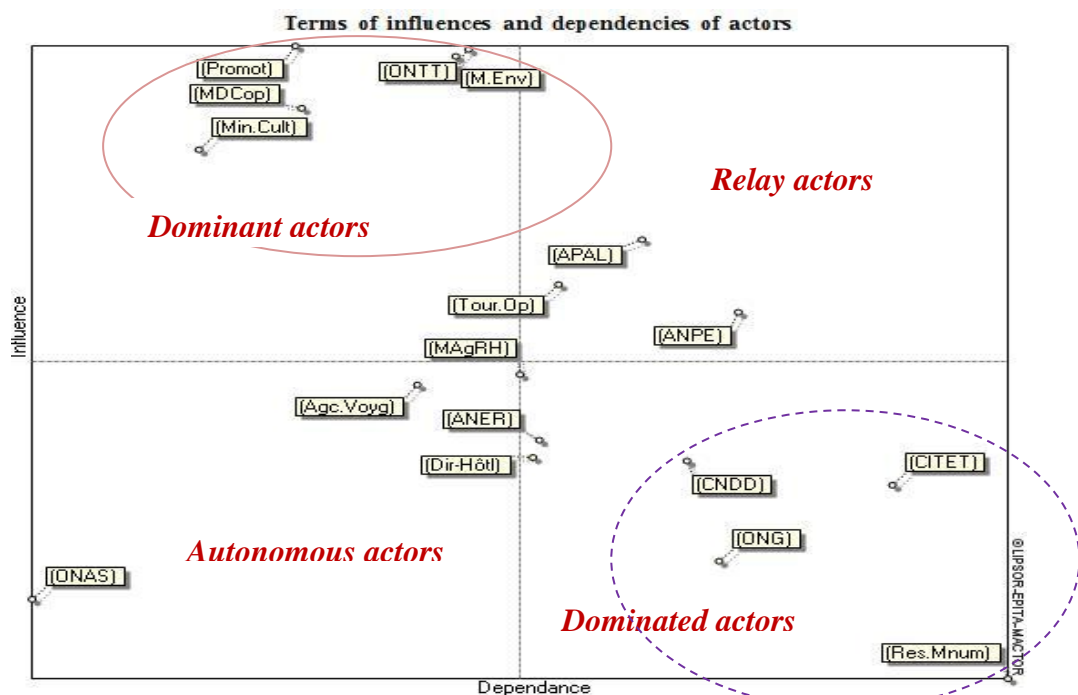 Terms of influences and dependencies of actors
(Promot)
(ONTT)
(M.Env)
(MDCop)
(Min.Cult)
Relay actors
Dominant actors
(APAL)
(Tour.Op)
(ANPE)
(MAgRH)
Influence
(Agc.Voyg)
(ANER)
(Dir-Hôtl)
(CITET)
(CNDD)
(ONG)
Autonomous actors
(ONAS)
Dominated actors
(Res.Mnum)
Dependance
©LIPSOR-EPITA-MACTOR